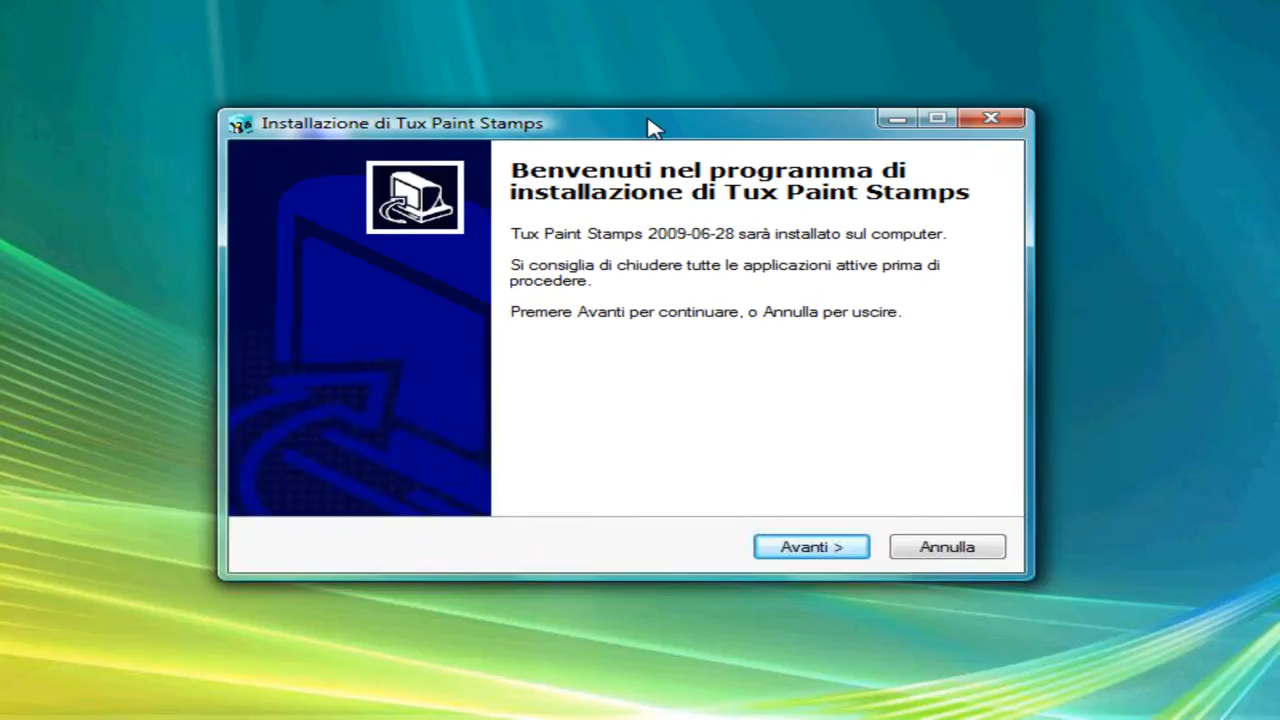 Installazione di Tux Paint Stamps
Benvenuti nel programma di
installazione di Tux Paint Stamps
Tux Paint Stamps 2009-06-28 sarà installato sul computer.
Si consiglia di chiudere tutte le applicazioni attive prima di
procedere.
Premere Avanti per continuare, o Annulla per uscire.
Avanti >
Annulla